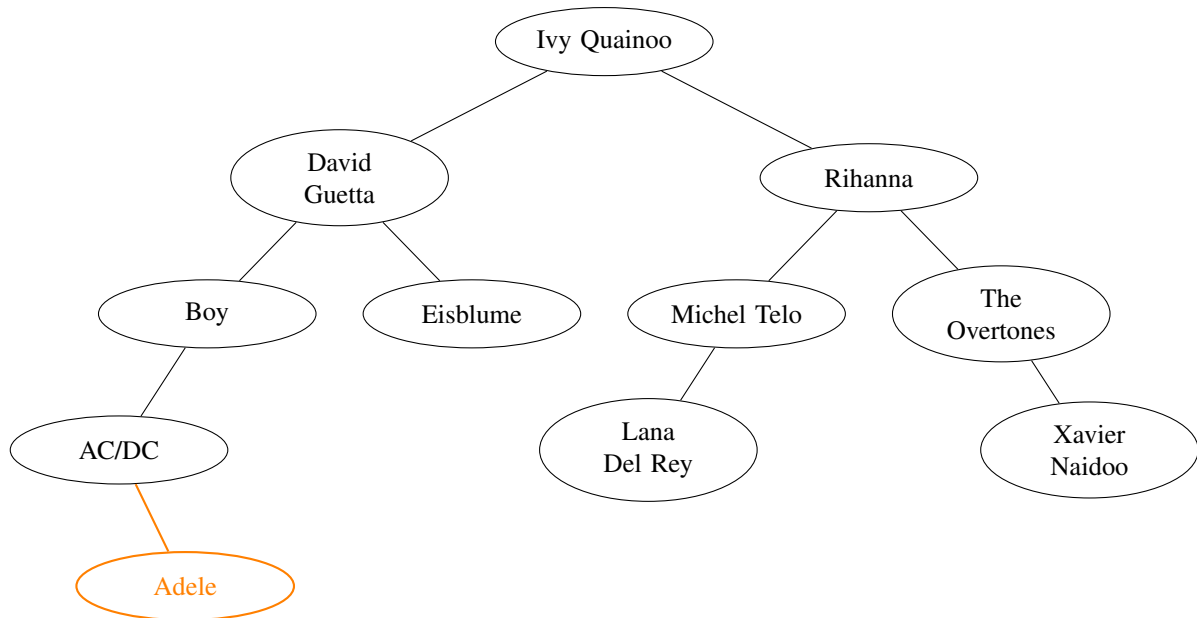 Ivy Quainoo
David
Guetta
Rihanna
Boy
Eisblume
Michel Telo
The
Overtones
AC/DC
Lana
Del Rey
Xavier
Naidoo
Adele